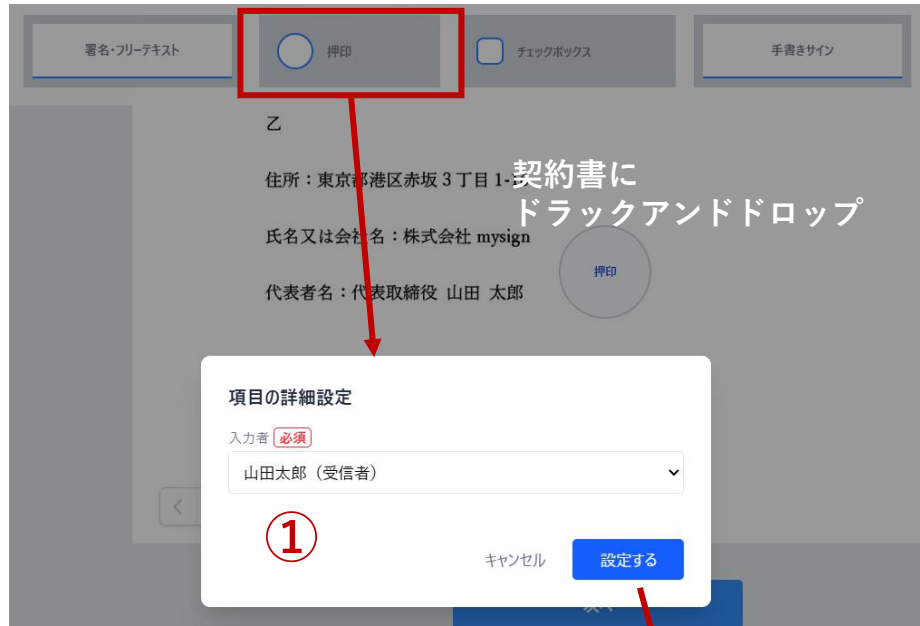 署名・フリーテキスト
押印
チェックボックス
手書きサイン
乙
契約書に
ドラックアンドドロップ
住所：東京都港区赤坂3丁目1-
氏名又は会社名：株式会社 mysign
押印
代表者名：代表取締役 山田 太郎
項目の詳細設定
入力者 必須
山田太郎（受信者）
①
キャンセル 設定する